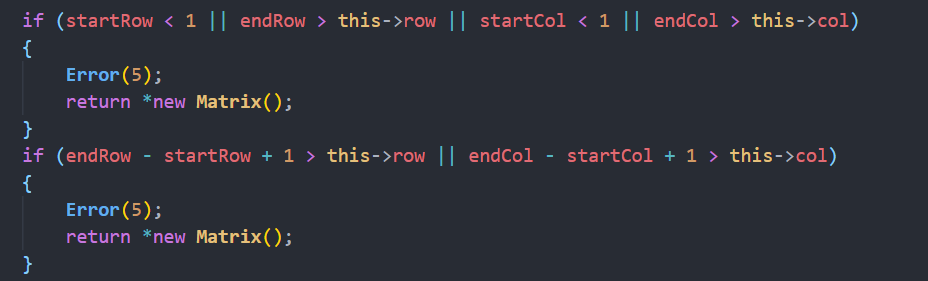 if (startRow < 1 || endRow > this->row || startCol < 1 || endCol > this->col)
{
    Error(5);
    return *new Matrix();
}
if (endRow - startRow + 1 > this->row || endCol - startCol + 1 > this->col)
{
    Error(5);
    return *new Matrix();
}